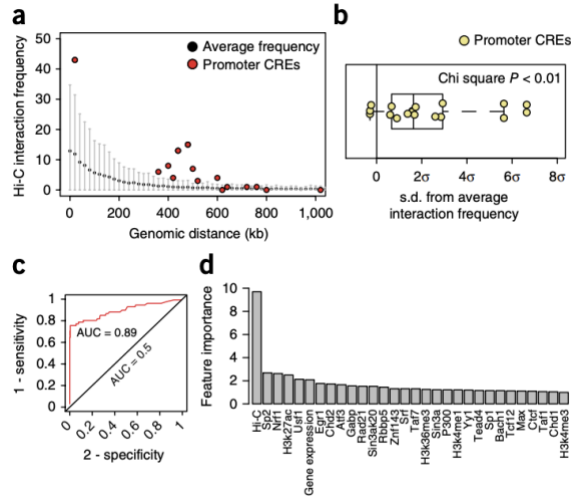 a
Hi-C interaction frequency
50
40
30
20
10
0
Average frequency
Promoter CREs
0 200 400 600 800 1,000
Genomic distance (kb)
b
Promoter CREs
Chi square P < 0.01
0 2σ 4σ 6σ 8σ
s.d. from average
interaction frequency
c
1 - sensitivity
1
0.8
0.6
0.4
0.2
0
AUC = 0.89
AUC = 0.5
0 0.2 0.4 0.6 0.8 1
2 - specificity
d
Feature importance
10
8
6
4
2
0
Hi-C
Sp2
Nrf1
H3k27ac
Usf1
Gene expression
Egr1
Chd2
Atf3
Gabp
Rad21
Sin3ak20
Rbbp5
Znf143
Srf
Taf7
H3k36me3
Sin3a
P300
H3k4me1
Yy1
Tead4
Sp1
Bach1
Tcf12
Max
Ctcf
Taf1
Chd1
H3k4me3